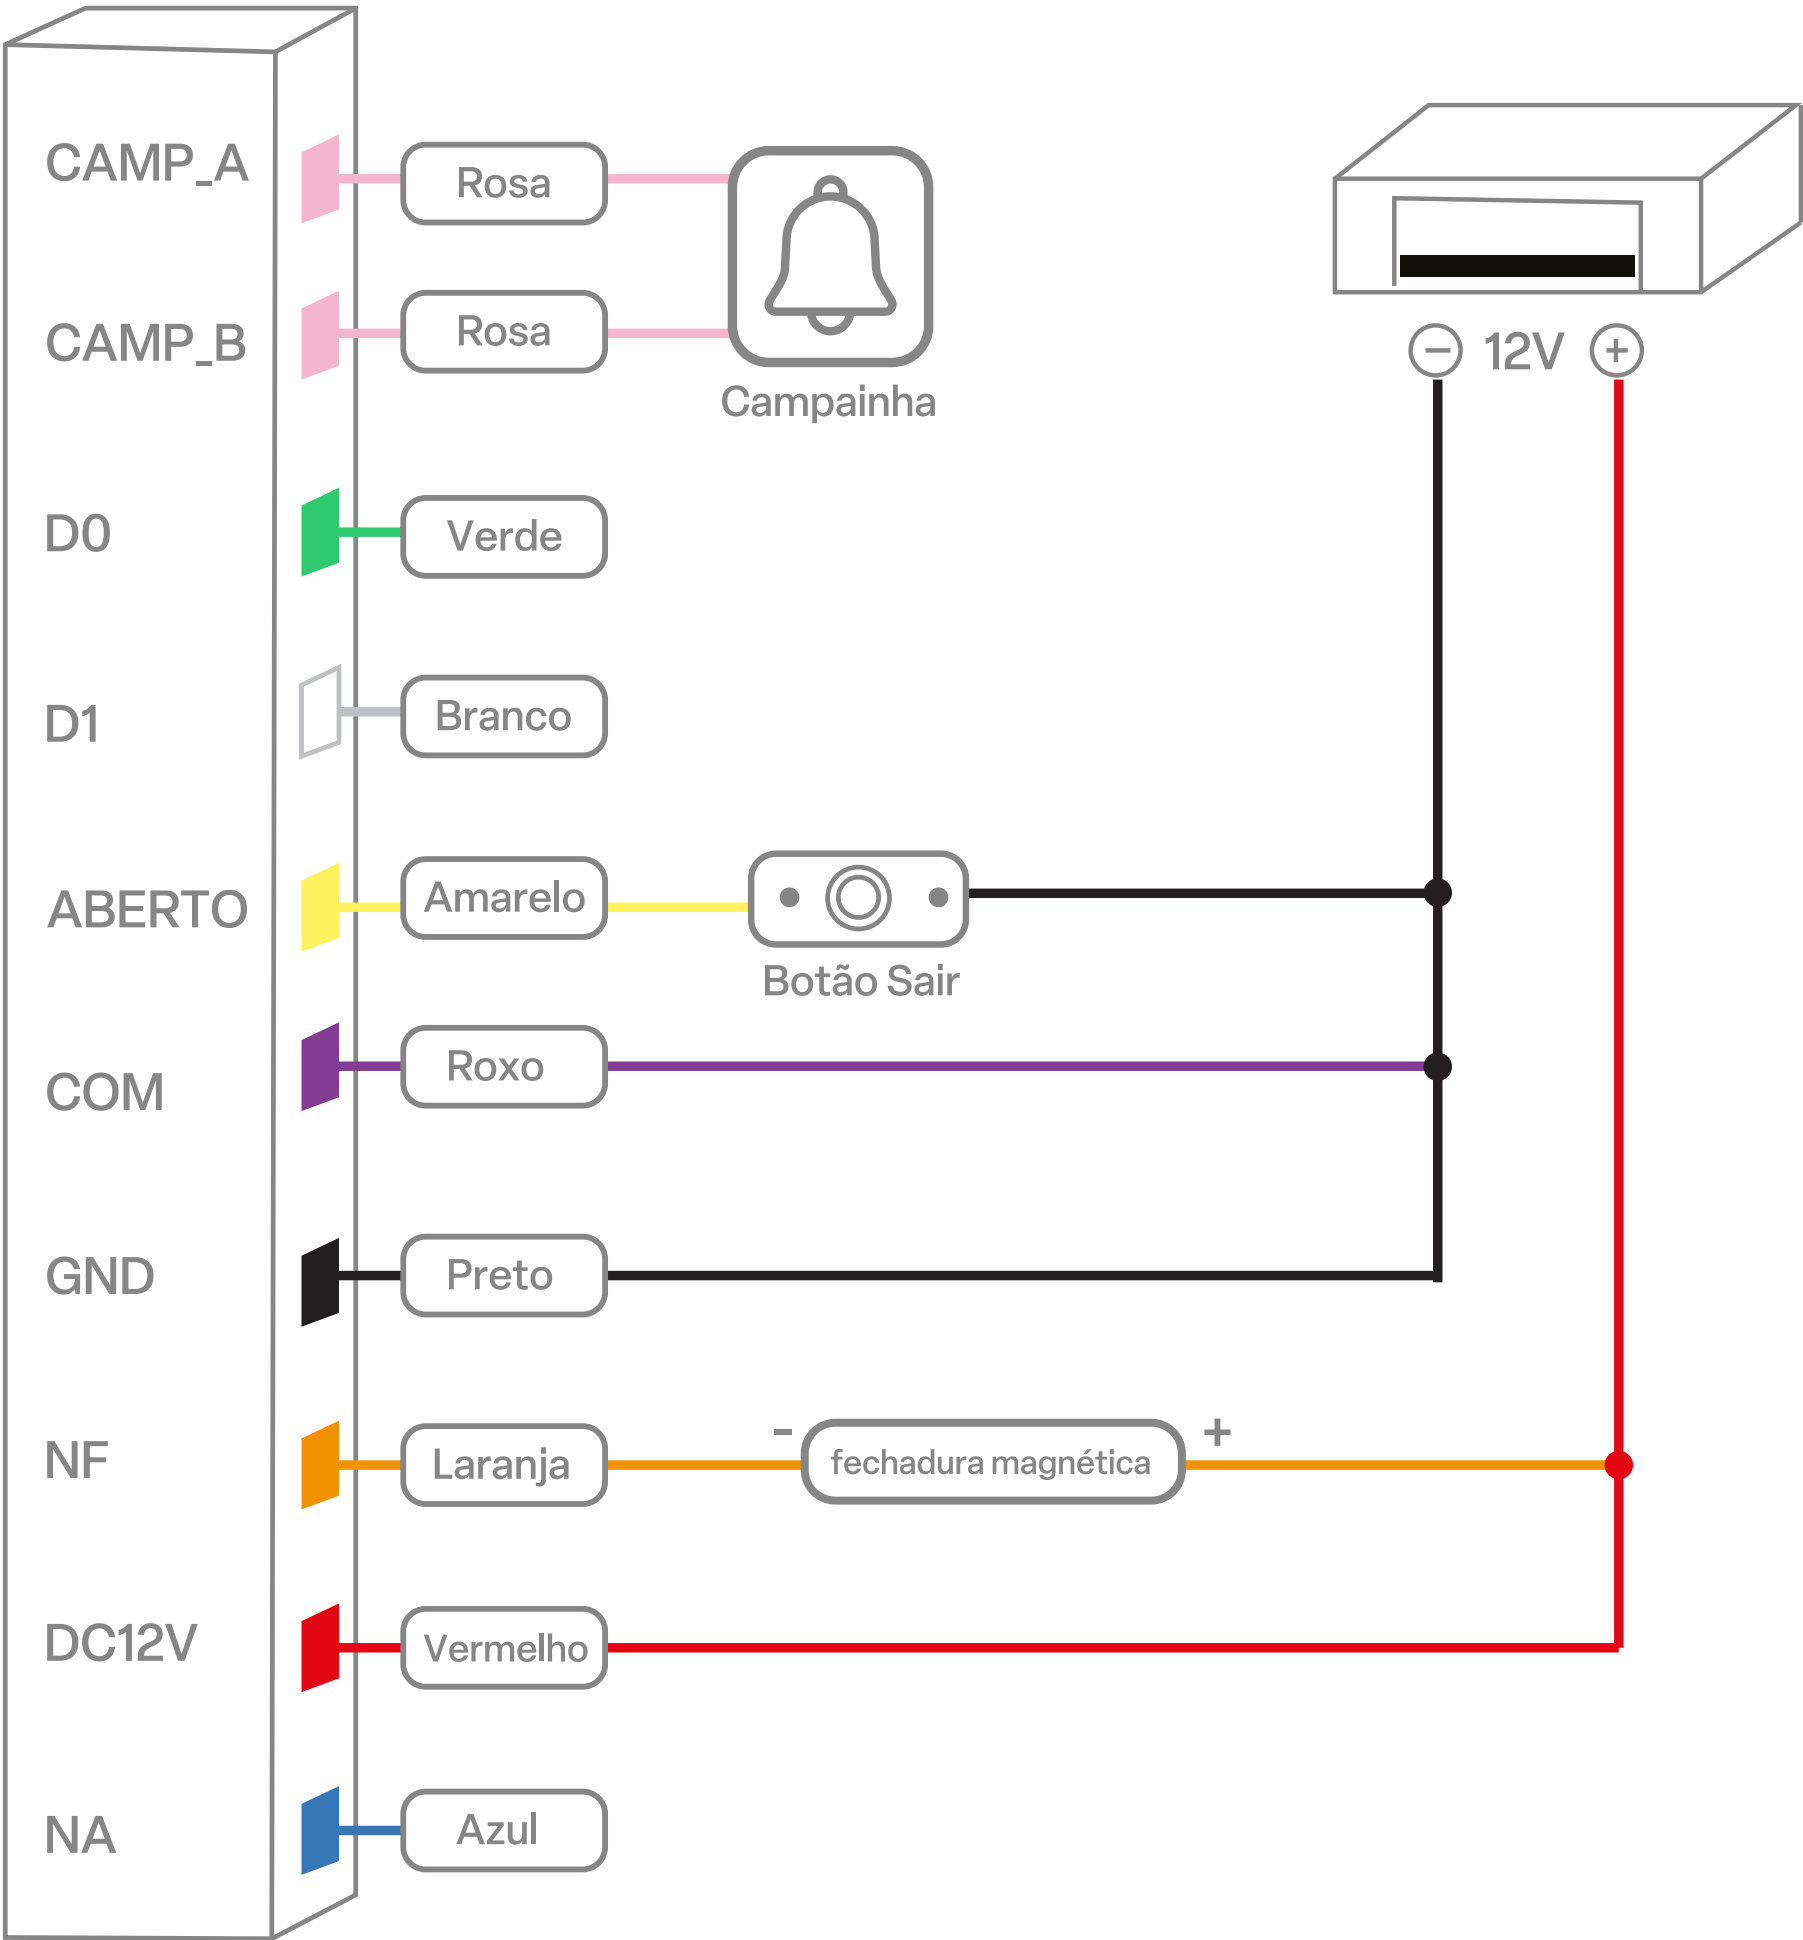 CAMP_A
Rosa
CAMP_B
Rosa
Campainha
− 12V +
D0
Verde
D1
Branco
ABERTO
Amarelo
Botão Sair
COM
Roxo
GND
Preto
NF
Laranja
- fechadura magnética +
DC12V
Vermelho
NA
Azul